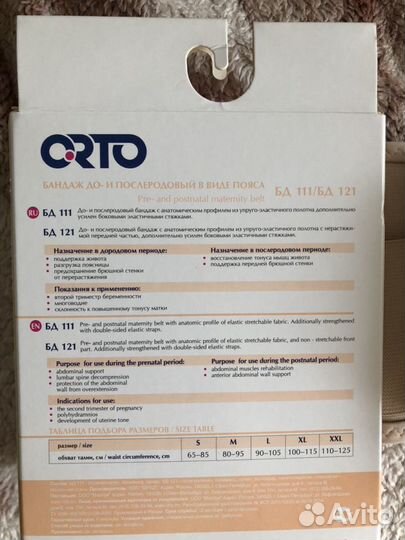 ORTO
БАНДАЖ ДО- И ПОСЛЕРОДОВЫЙ В ВИДЕ ПОЯСА БД 111/БД 121
Pre- and postnatal maternity belt
RU БД 111 До- и послеродовый бандаж с анатомическим профилем из упруго-эластичного полотна дополнительно
усилен боковыми эластичными стяжками.
БД 121 До- и послеродовый бандаж с анатомическим профилем из упруго-эластичного полотна с нерастяжи-
мой передней частью, дополнительно усилен боковыми эластичными стяжками.
Назначение в дородовом периоде:
• поддержка живота
• разгрузка поясницы
• предохранение брюшной стенки
от перерастяжения
Назначение в послеродовом периоде:
• восстановление тонуса мышц живота
• поддержка передней брюшной стенки
Показания к применению:
• второй триместр беременности
• многоводие
• склонность к повышенному тонусу матки
EN БД 111 Pre- and postnatal maternity belt with anatomic profile of elastic stretchable fabric. Additionally strengthened
with double-sided elastic straps.
БД 121 Pre- and postnatal maternity belt with anatomic profile of elastic stretchable fabric, and non - stretchable front
part. Additionally strengthened with double-sided elastic straps.
Purpose for use during the prenatal period:
• abdominal support
• lumbar spine decompression
• protection of the abdominal
wall from overextension
Purpose for use during the postnatal period:
• abdominal muscles rehabilitation
• anterior abdominal wall support
Indications for use:
• the second trimester of pregnancy
• polyhydramnios
• development of uterine tone
ТАБЛИЦА ПОДБОРА РАЗМЕРОВ / SIZE TABLE
размер / size S M L XL XXL
обхват талии, см / waist circumference, cm 65–85 80–95 90–105 100–115 110–125
Avito